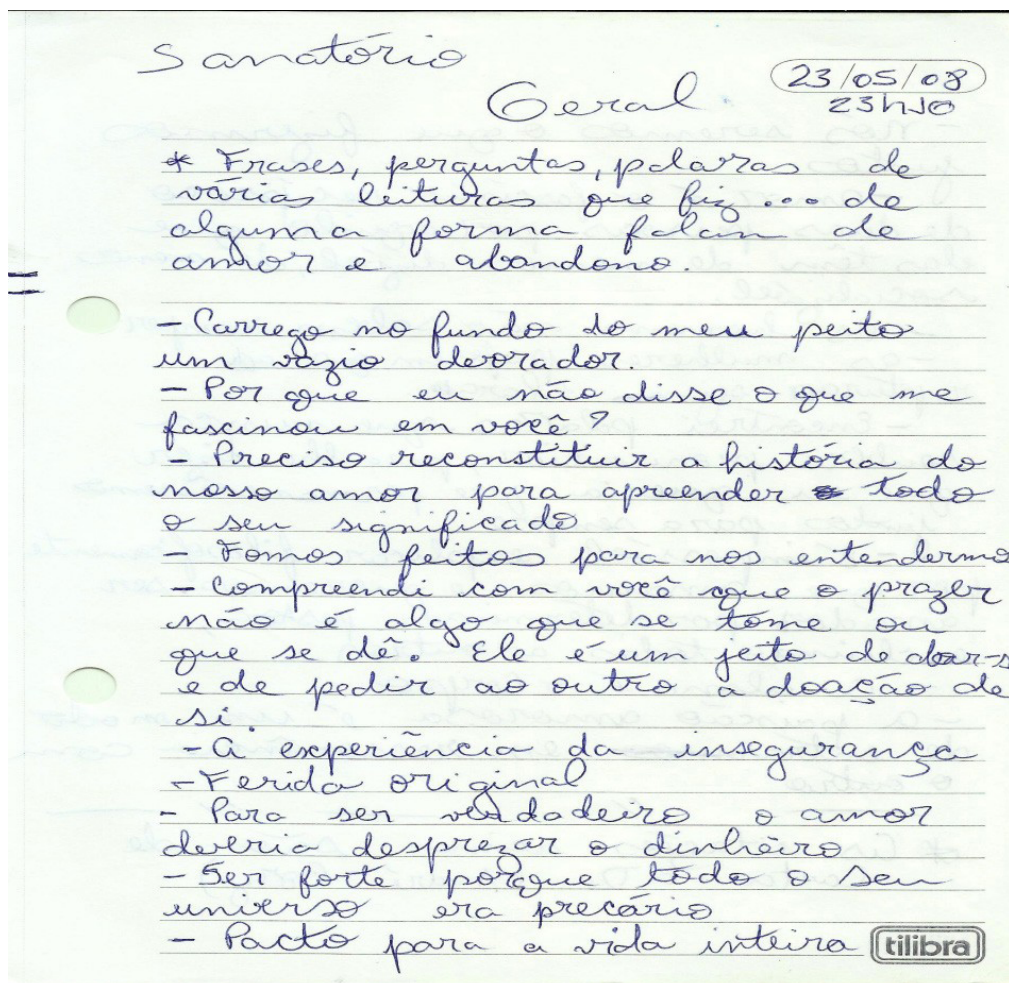 Sanatório
Geral
23/05/08
23h10
* Frases, perguntas, palavras de
várias leituras que fiz... de
alguma forma falam de
amor e abandono.
- Carrego no fundo do meu peito
um vazio devorador.
- Por que eu não disse o que me
fascinou em você?
- Preciso reconstituir a história do
nosso amor para apreender todo
o seu significado
- Fomos feitos para nos entendermo
- Compreendi com você que o prazer
não é algo que se tome ou
que se dê. Ele é um jeito de dar-s
e de pedir ao outro a doação de
si.
- A experiência da insegurança
- Ferida original
- Para ser verdadeiro o amor
deveria desprezar o dinheiro
- Ser forte porque todo o seu
universo era precário
- Pacto para a vida inteira
tilibra